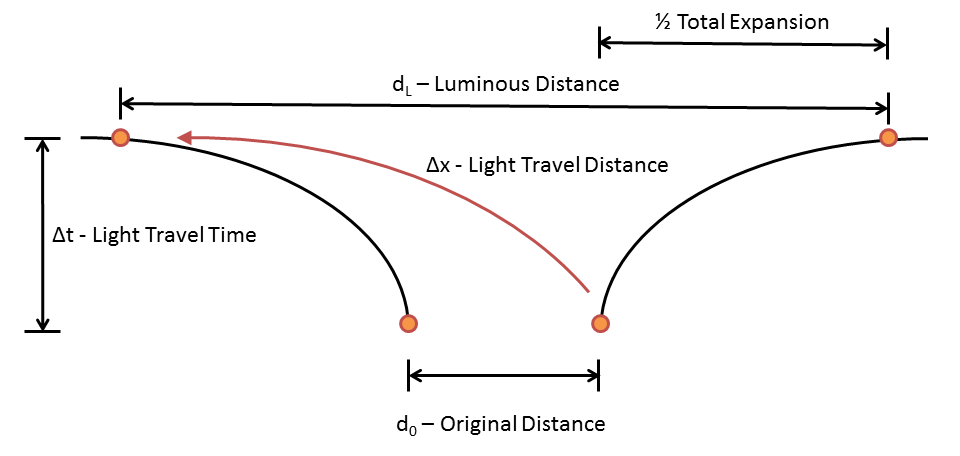 ½ Total Expansion
dL – Luminous Distance
Δx - Light Travel Distance
Δt - Light Travel Time
d0 – Original Distance